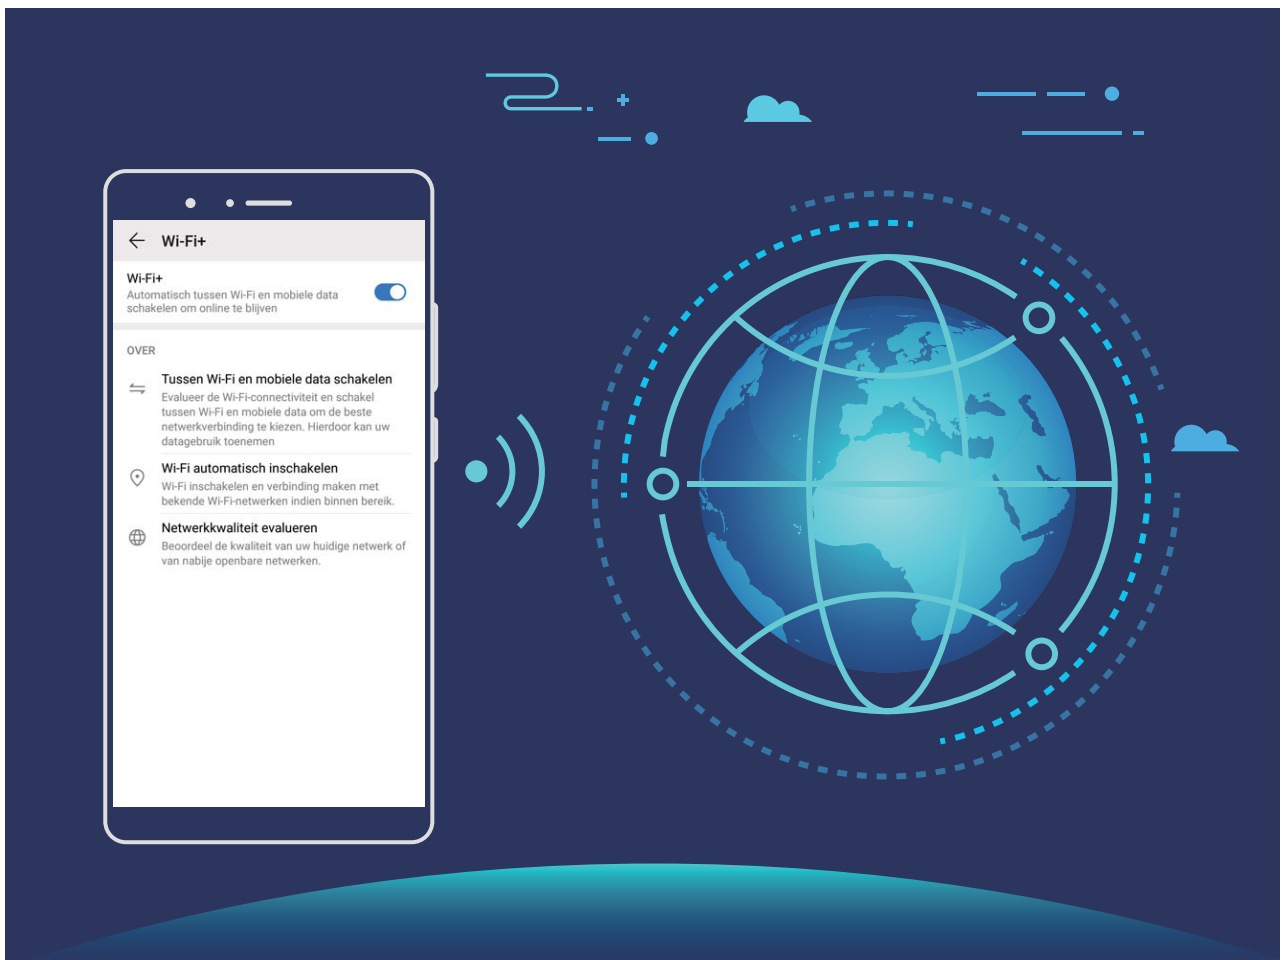 Wi-Fi+
Wi-Fi+
Automatisch tussen Wi-Fi en mobiele data
schakelen om online te blijven
OVER
Tussen Wi-Fi en mobiele data schakelen
Evalueer de Wi-Fi-connectiviteit en schakel
tussen Wi-Fi en mobiele data om de beste
netwerkverbinding te kiezen. Hierdoor kan uw
datagebruik toenemen
Wi-Fi automatisch inschakelen
Wi-Fi inschakelen en verbinding maken met
bekende Wi-Fi-netwerken indien binnen bereik.
Netwerkkwaliteit evalueren
Beoordeel de kwaliteit van uw huidige netwerk of
van nabije openbare netwerken.